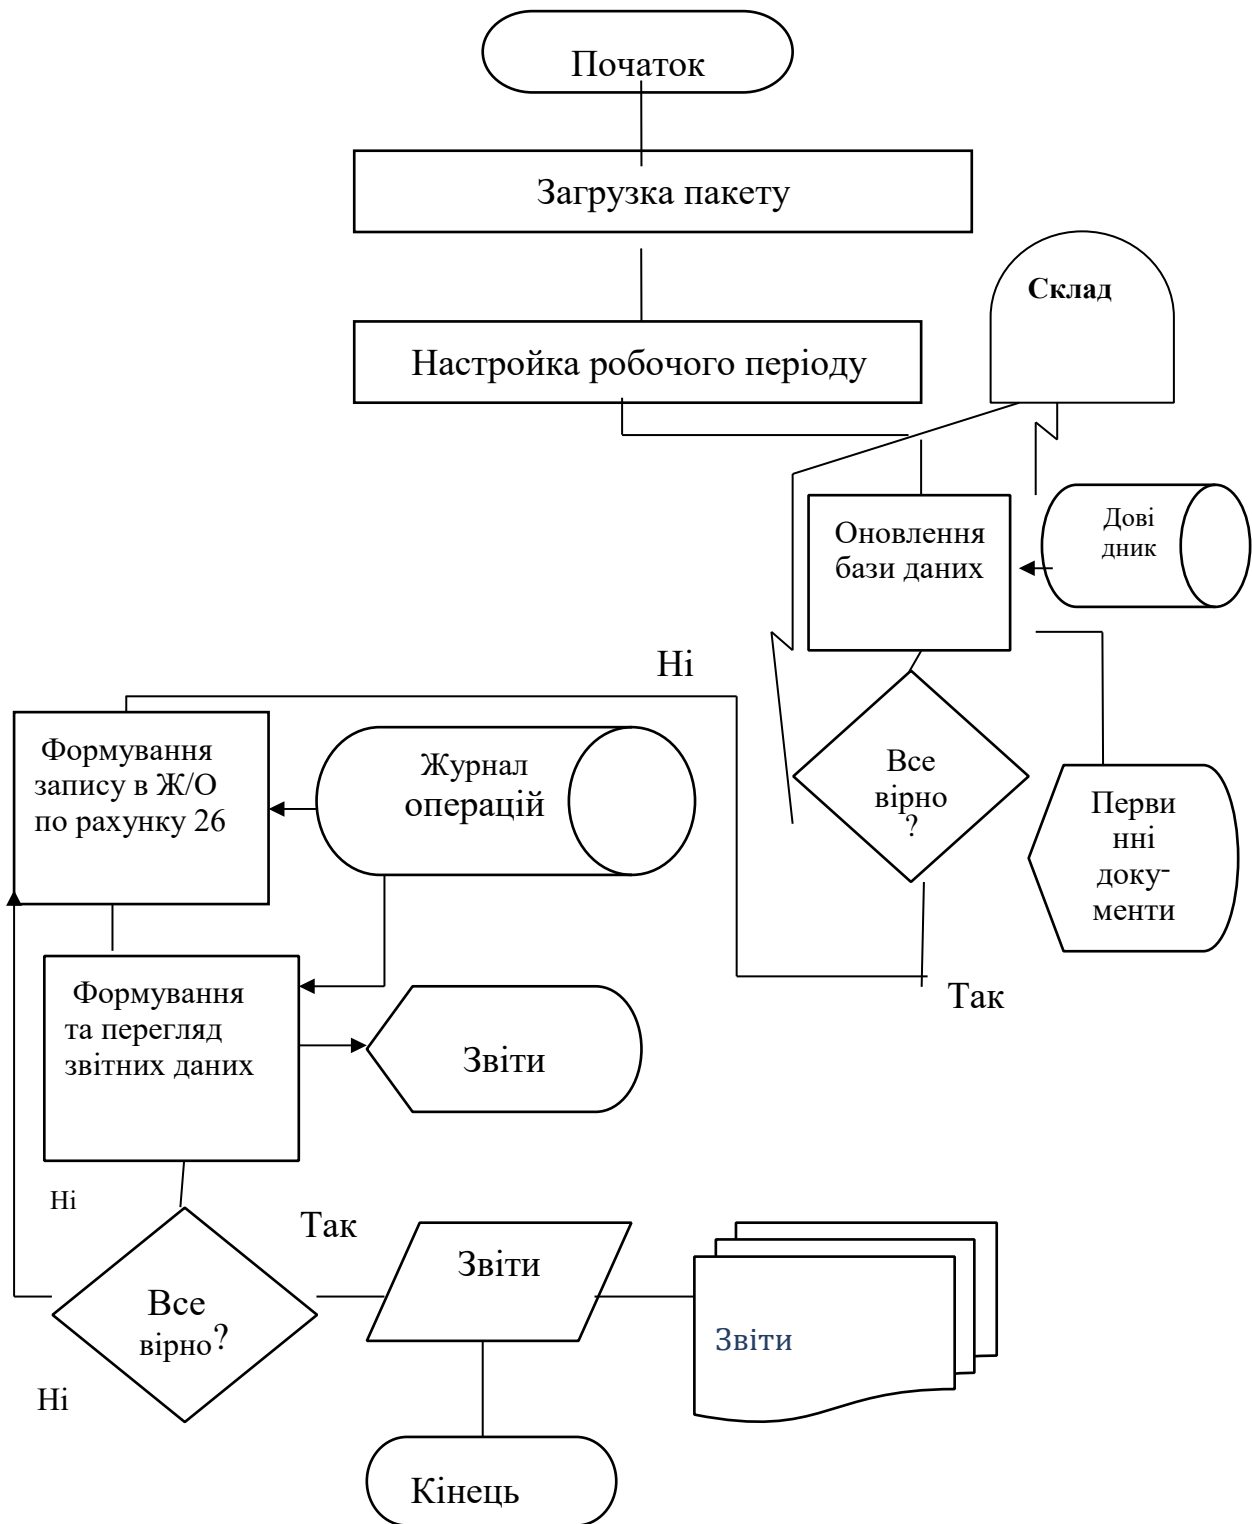 Початок
Загрузка пакету
Склад
Настройка робочого періоду
Оновлення
бази даних
Дові
дник
Ні
Формування
запису в Ж/О
по рахунку 26
Журнал
операцій
Все
вірно
?
Перви
нні
доку-
менти
Так
Формування
та перегляд
звітних даних
Звіти
Ні
Так
Звіти
Все
вірно?
Звіти
Ні
Кінець